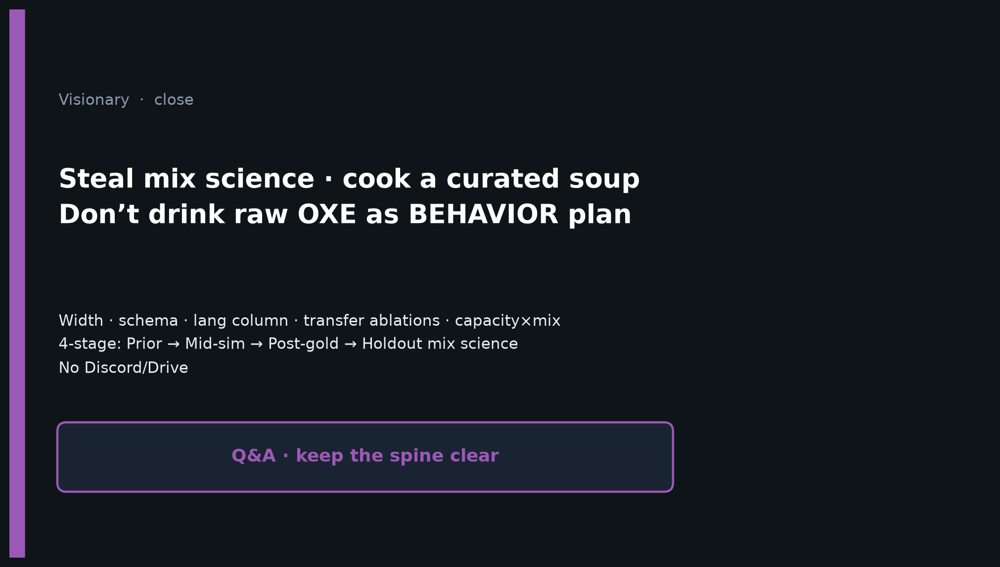 Visionary · close
Steal mix science · cook a curated soup
Don’t drink raw OXE as BEHAVIOR plan
Width · schema · lang column · transfer ablations · capacity×mix
4-stage: Prior → Mid-sim → Post-gold → Holdout mix science
No Discord/Drive
Q&A · keep the spine clear